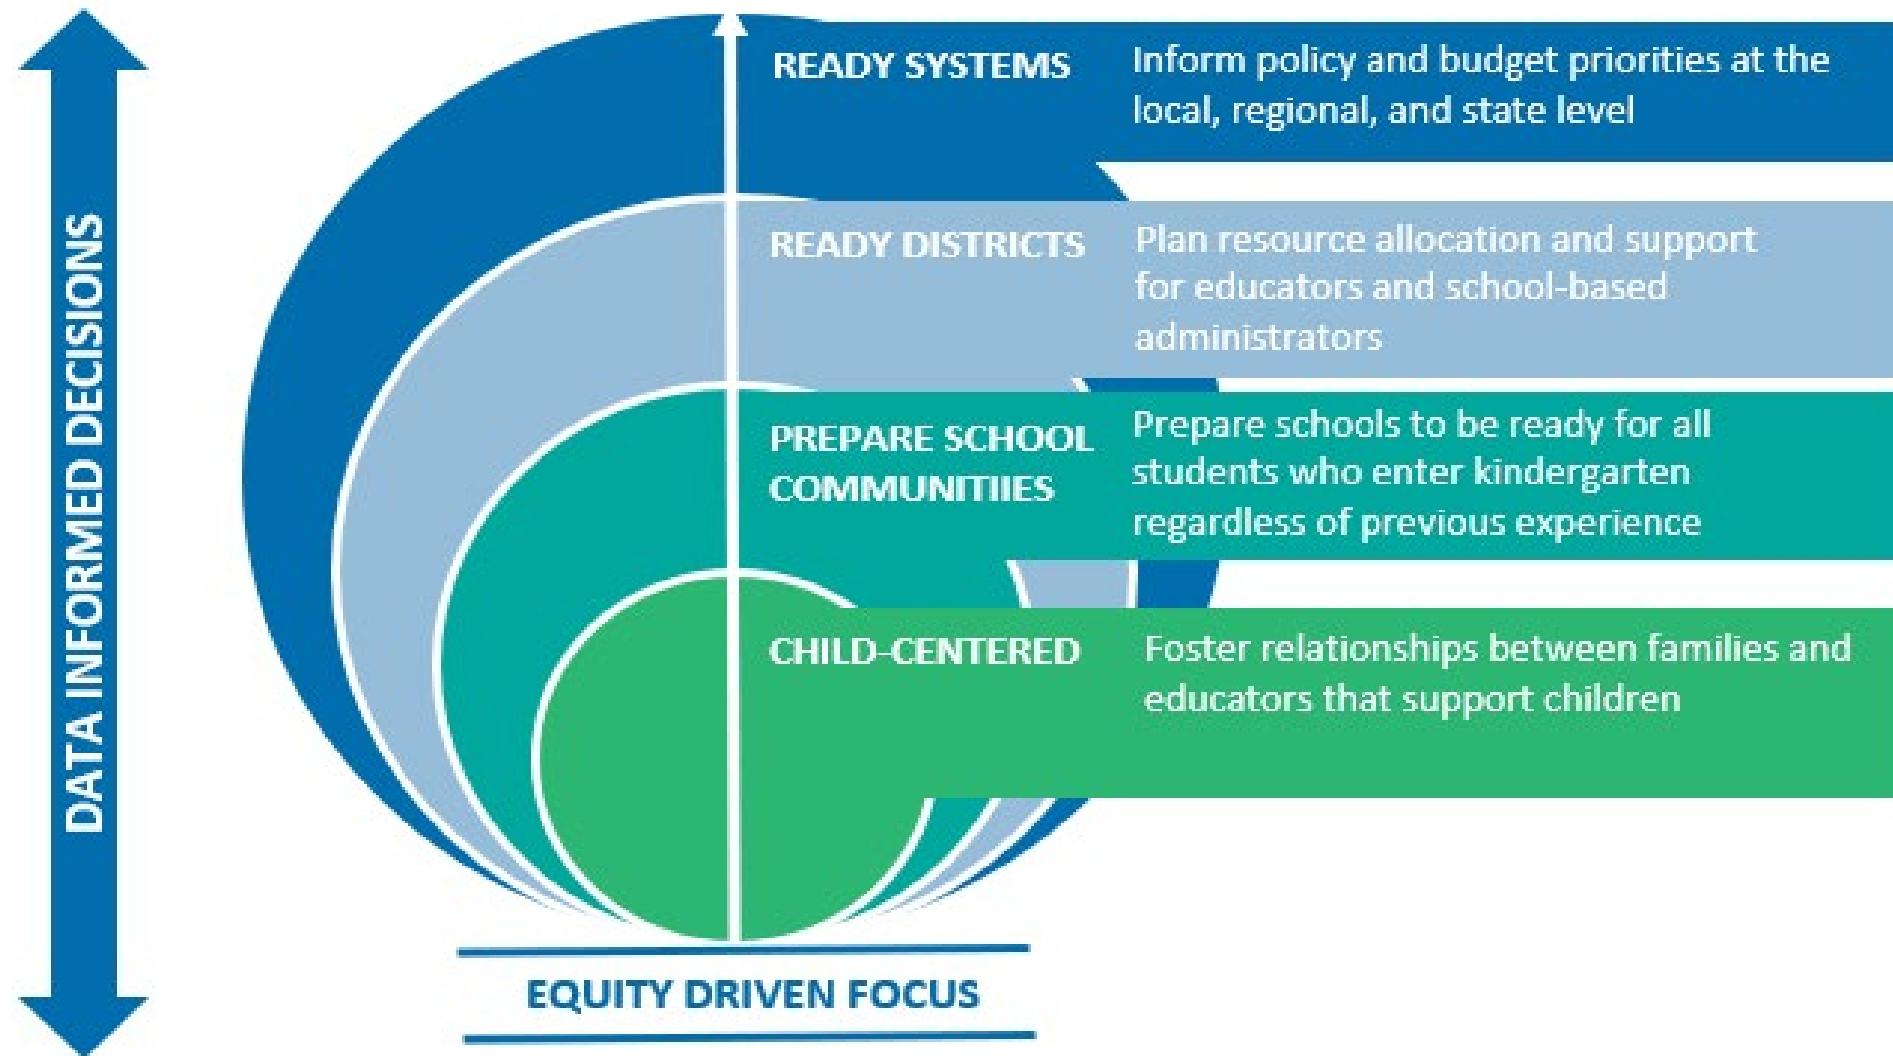 DATA INFORMED DECISIONS
READY SYSTEMS
Inform policy and budget priorities at the
local, regional, and state level
READY DISTRICTS
Plan resource allocation and support
for educators and school-based
administrators
PREPARE SCHOOL
COMMUNITIIES
Prepare schools to be ready for all
students who enter kindergarten
regardless of previous experience
CHILD-CENTERED
Foster relationships between families and
educators that support children
EQUITY DRIVEN FOCUS